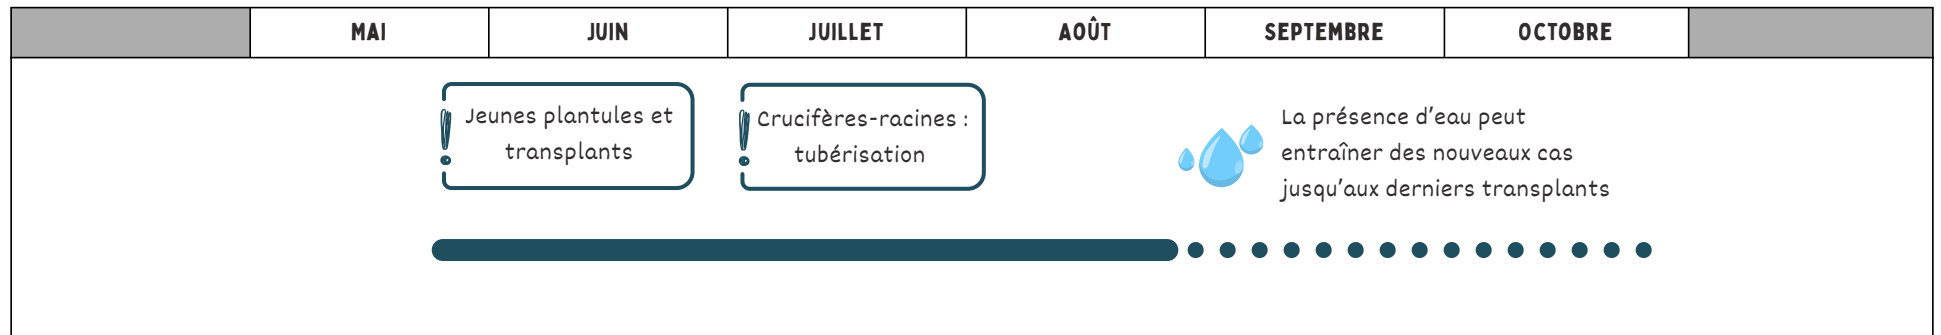 MAI JUIN JUILLET AOÛT SEPTEMBRE OCTOBRE
! Jeunes plantules et
transplants
! Crucifères-racines :
tubérisation
La présence d'eau peut
entraîner des nouveaux cas
jusqu'aux derniers transplants